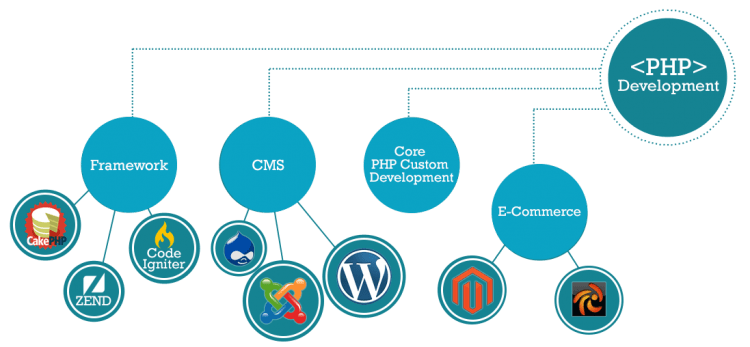 <PHP>
Development
Framework
CMS
Core
PHP Custom
Development
E-Commerce
CakePHP
ZEND
Code
Igniter